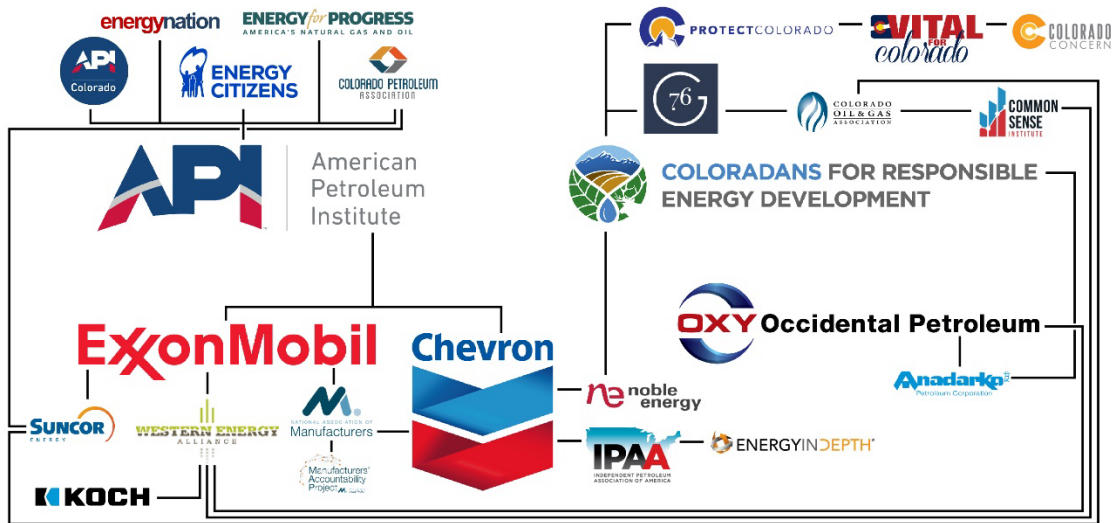 energynation
ENERGY for PROGRESS
AMERICA'S NATURAL GAS AND OIL
API
Colorado
ENERGY
CITIZENS
COLORADO PETROLEUM
ASSOCIATION
PROTECTCOLORADO
VITAL
FOR
colorado
COLORADO
CONCERN
G76
COLORADO
OIL & GAS
ASSOCIATION
COMMON
SENSE
INSTITUTE
API
American
Petroleum
Institute
COLORADANS FOR RESPONSIBLE
ENERGY DEVELOPMENT
ExxonMobil
Chevron
OXY Occidental Petroleum
Anadarko
Petroleum Corporation
SUNCOR
ENERGY
WESTERN ENERGY
ALLIANCE
M.
NATIONAL ASSOCIATION OF
Manufacturers
ne noble
energy
Manufacturers'
Accountability
Project
IPAA
INDEPENDENT PETROLEUM
ASSOCIATION OF AMERICA
ENERGYINDEPTH
KOCH